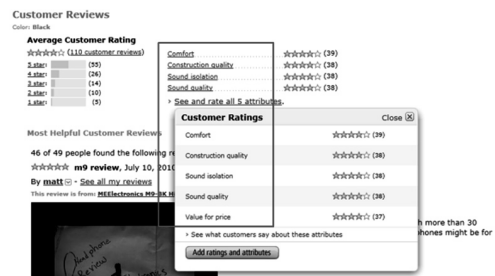 Customer Reviews
Color: Black
Average Customer Rating
(110 customer reviews)
5 star: (55)
4 star: (26)
3 star: (14)
2 star: (10)
1 star: (5)
Comfort (39)
Construction quality (38)
Sound isolation (38)
Sound quality (38)
› See and rate all 5 attributes.
Customer Ratings Close
Comfort (39)
Construction quality (38)
Sound isolation (38)
Sound quality (38)
Value for price (37)
› See what customers say about these attributes
Add ratings and attributes
Most Helpful Customer Reviews
46 of 49 people found the following re
m9 review, July 10, 2010
By matt - See all my reviews
This review is from: MEElectronics M9-BK H
headphone
Review
h more than 30
phones might be for